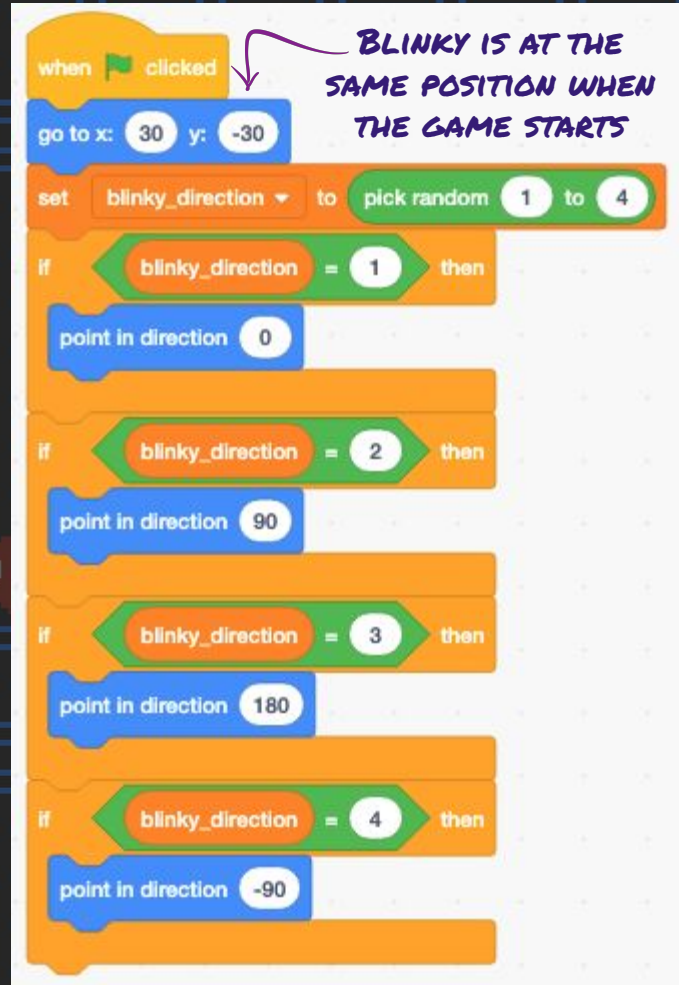 BLINKY IS AT THE
SAME POSITION WHEN
THE GAME STARTS
when clicked
go to x: 30 y: -30
set blinky_direction to pick random 1 to 4
if blinky_direction = 1 then
point in direction 0
if blinky_direction = 2 then
point in direction 90
if blinky_direction = 3 then
point in direction 180
if blinky_direction = 4 then
point in direction -90